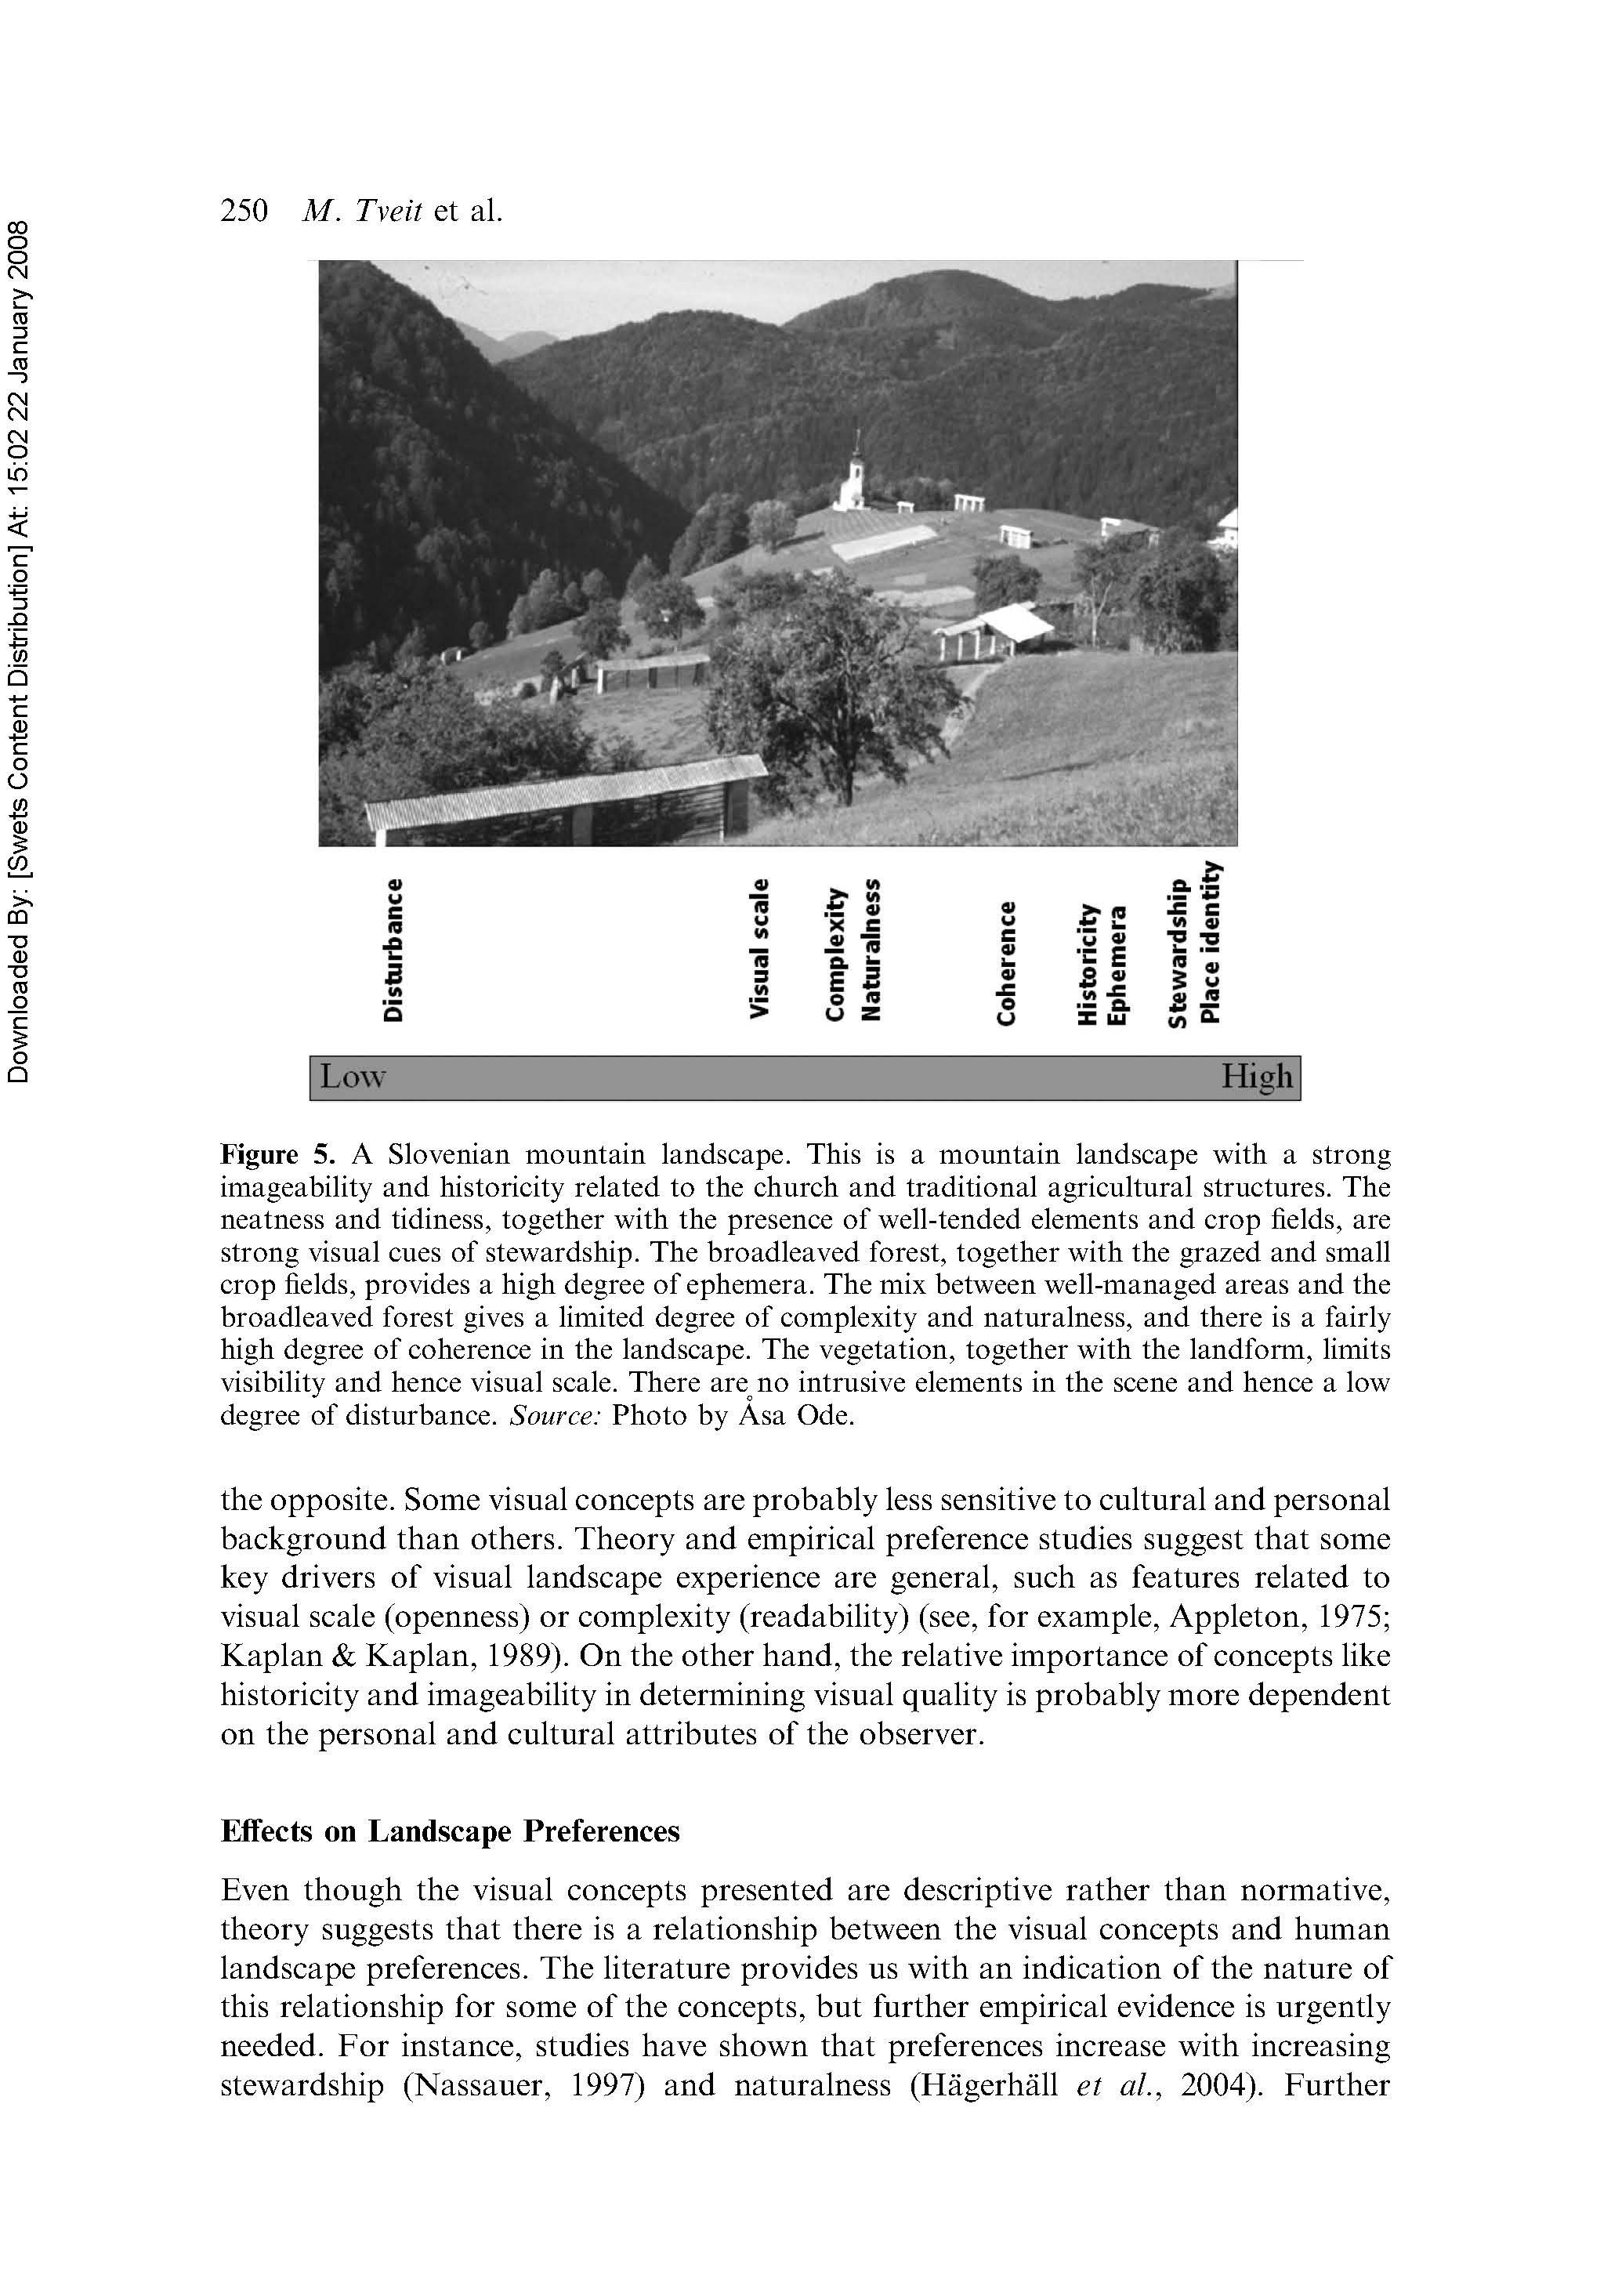 250 M. Tveit et al.
Disturbance
Visual scale
Complexity
Naturalness
Coherence
Historicity
Ephemera
Stewardship
Place identity
Low High
Figure 5. A Slovenian mountain landscape. This is a mountain landscape with a strong
imageability and historicity related to the church and traditional agricultural structures. The
neatness and tidiness, together with the presence of well-tended elements and crop fields, are
strong visual cues of stewardship. The broadleaved forest, together with the grazed and small
crop fields, provides a high degree of ephemera. The mix between well-managed areas and the
broadleaved forest gives a limited degree of complexity and naturalness, and there is a fairly
high degree of coherence in the landscape. The vegetation, together with the landform, limits
visibility and hence visual scale. There are no intrusive elements in the scene and hence a low
degree of disturbance. Source: Photo by Åsa Ode.
the opposite. Some visual concepts are probably less sensitive to cultural and personal
background than others. Theory and empirical preference studies suggest that some
key drivers of visual landscape experience are general, such as features related to
visual scale (openness) or complexity (readability) (see, for example, Appleton, 1975;
Kaplan & Kaplan, 1989). On the other hand, the relative importance of concepts like
historicity and imageability in determining visual quality is probably more dependent
on the personal and cultural attributes of the observer.
Effects on Landscape Preferences
Even though the visual concepts presented are descriptive rather than normative,
theory suggests that there is a relationship between the visual concepts and human
landscape preferences. The literature provides us with an indication of the nature of
this relationship for some of the concepts, but further empirical evidence is urgently
needed. For instance, studies have shown that preferences increase with increasing
stewardship (Nassauer, 1997) and naturalness (Hägerhäll et al., 2004). Further
Downloaded By: [Swets Content Distribution] At: 15:02 22 January 2008